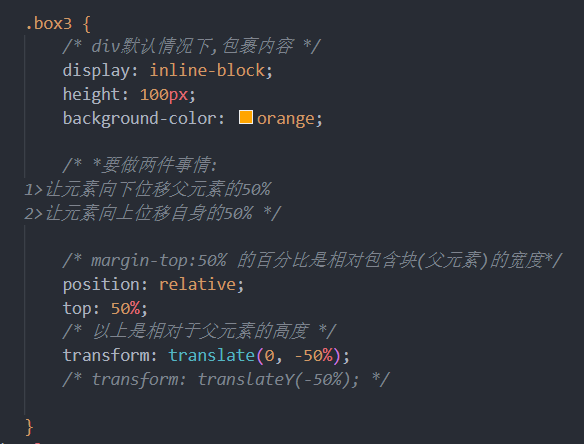 .box3 {
/* div默认情况下,包裹内容 */
display: inline-block;
height: 100px;
background-color: orange;
/* *要做两件事情:
1>让元素向下位移父元素的50%
2>让元素向上位移自身的50% */
/* margin-top:50% 的百分比是相对包含块(父元素)的宽度*/
position: relative;
top: 50%;
/* 以上是相对于父元素的高度 */
transform: translate(0, -50%);
/* transform: translateY(-50%); */
}